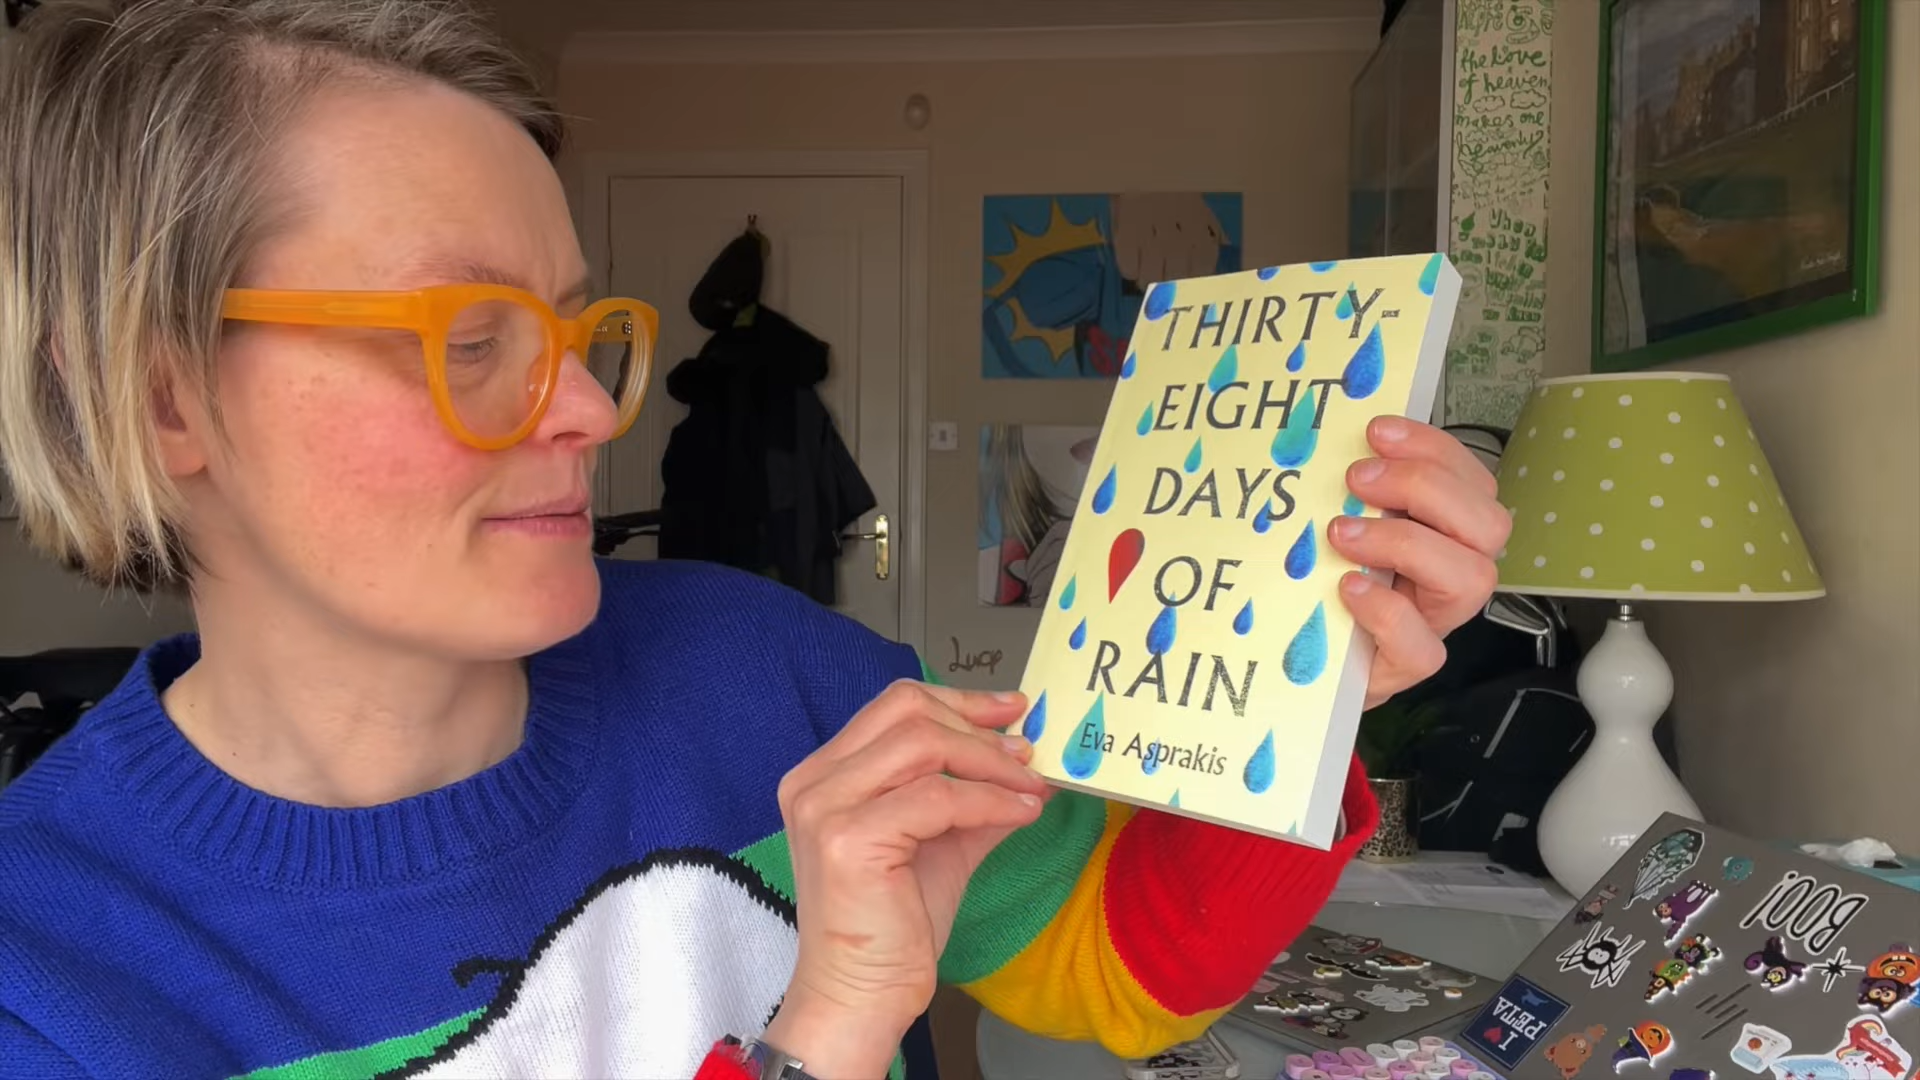 THIRTY-
EIGHT
DAYS
OF
RAIN
Eva Asprakis
the love
of heaven
makes one
heavenly
Lucy
BOO!
I
PETA